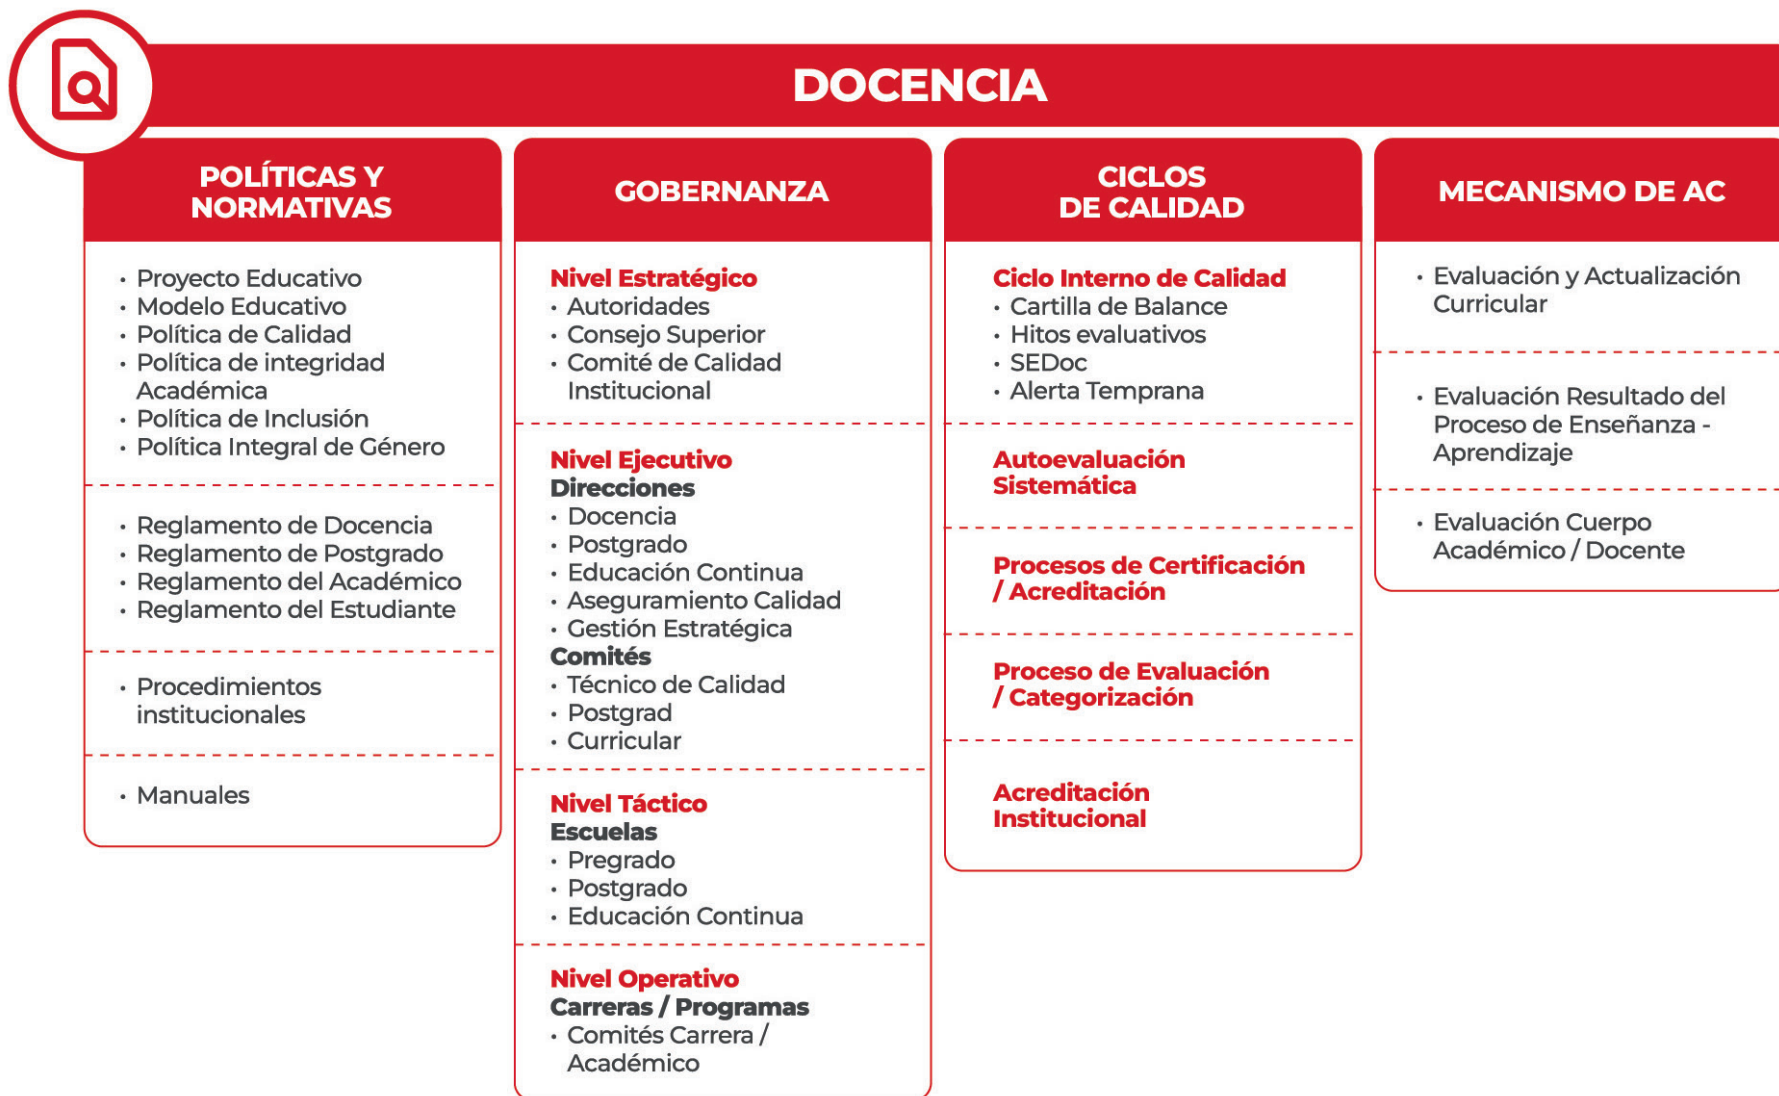 DOCENCIA
POLÍTICAS Y
NORMATIVAS
• Proyecto Educativo
• Modelo Educativo
• Política de Calidad
• Política de integridad
Académica
• Política de Inclusión
• Política Integral de Género
• Reglamento de Docencia
• Reglamento de Postgrado
• Reglamento del Académico
• Reglamento del Estudiante
• Procedimientos
institucionales
• Manuales
GOBERNANZA
Nivel Estratégico
• Autoridades
• Consejo Superior
• Comité de Calidad
Institucional
Nivel Ejecutivo
Direcciones
• Docencia
• Postgrado
• Educación Continua
• Aseguramiento Calidad
• Gestión Estratégica
Comités
• Técnico de Calidad
• Postgrad
• Curricular
Nivel Táctico
Escuelas
• Pregrado
• Postgrado
• Educación Continua
Nivel Operativo
Carreras / Programas
• Comités Carrera /
Académico
CICLOS
DE CALIDAD
Ciclo Interno de Calidad
• Cartilla de Balance
• Hitos evaluativos
• SEDoc
• Alerta Temprana
Autoevaluación
Sistemática
Procesos de Certificación
/ Acreditación
Proceso de Evaluación
/ Categorización
Acreditación
Institucional
MECANISMO DE AC
• Evaluación y Actualización
Curricular
• Evaluación Resultado del
Proceso de Enseñanza -
Aprendizaje
• Evaluación Cuerpo
Académico / Docente